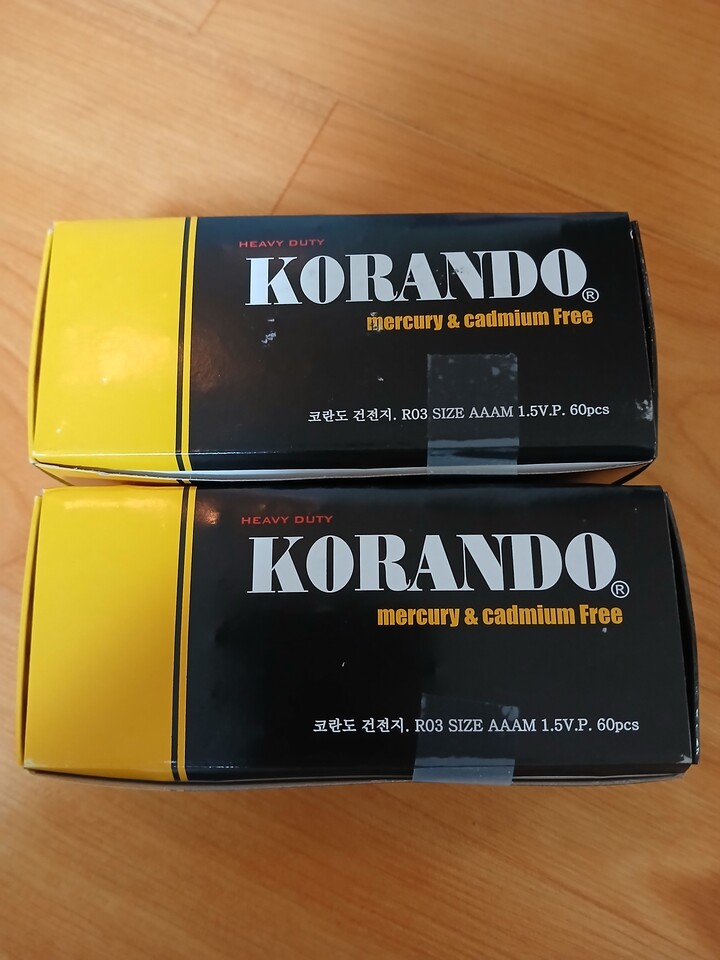 HEAVY DUTY
KORANDO®
mercury & cadmium Free
코란도 건전지. R03 SIZE AAAM 1.5V.P. 60pcs
HEAVY DUTY
KORANDO®
mercury & cadmium Free
코란도 건전지. R03 SIZE AAAM 1.5V.P. 60pcs